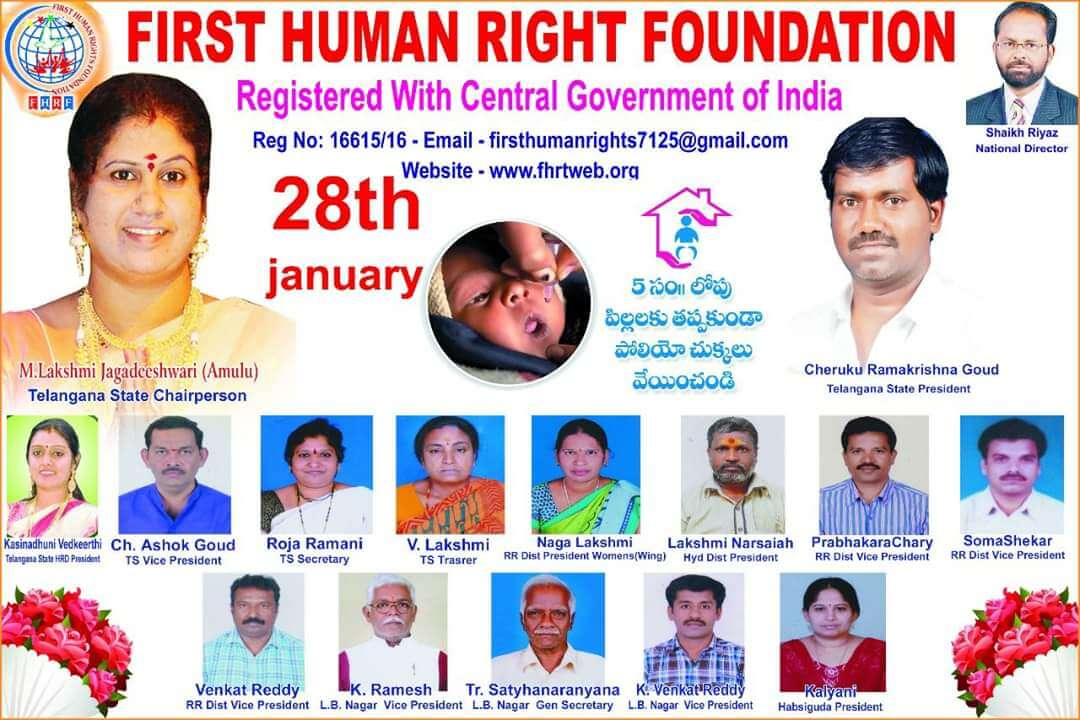 FIRST HUMAN RIGHTS FOUNDATION
FHRF
FIRST HUMAN RIGHT FOUNDATION
Registered With Central Government of India
Reg No: 16615/16 - Email - firsthumanrights7125@gmail.com
Website - www.fhrtweb.org
Shaikh Riyaz
National Director
28th
january
5 సం॥ లోపు
పిల్లలకు తప్పకుండా
పోలియో చుక్కలు
వేయించండి
M.Lakshmi Jagadeeshwari (Amulu)
Telangana State Chairperson
Cheruku Ramakrishna Goud
Telangana State President
Kasinadhuni Vedkeerthi
Telangana State HRD President
Ch. Ashok Goud
TS Vice President
Roja Ramani
TS Secretary
V. Lakshmi
TS Trasrer
Naga Lakshmi
RR Dist President Womens(Wing)
Lakshmi Narsaiah
Hyd Dist President
PrabhakaraChary
RR Dist Vice President
SomaShekar
RR Dist Vice President
Venkat Reddy
RR Dist Vice President
K. Ramesh
L.B. Nagar Vice President
Tr. Satyhanaranyana
L.B. Nagar Gen Secretary
K. Venkat Reddy
L.B. Nagar Vice President
Kalyani
Habsiguda President